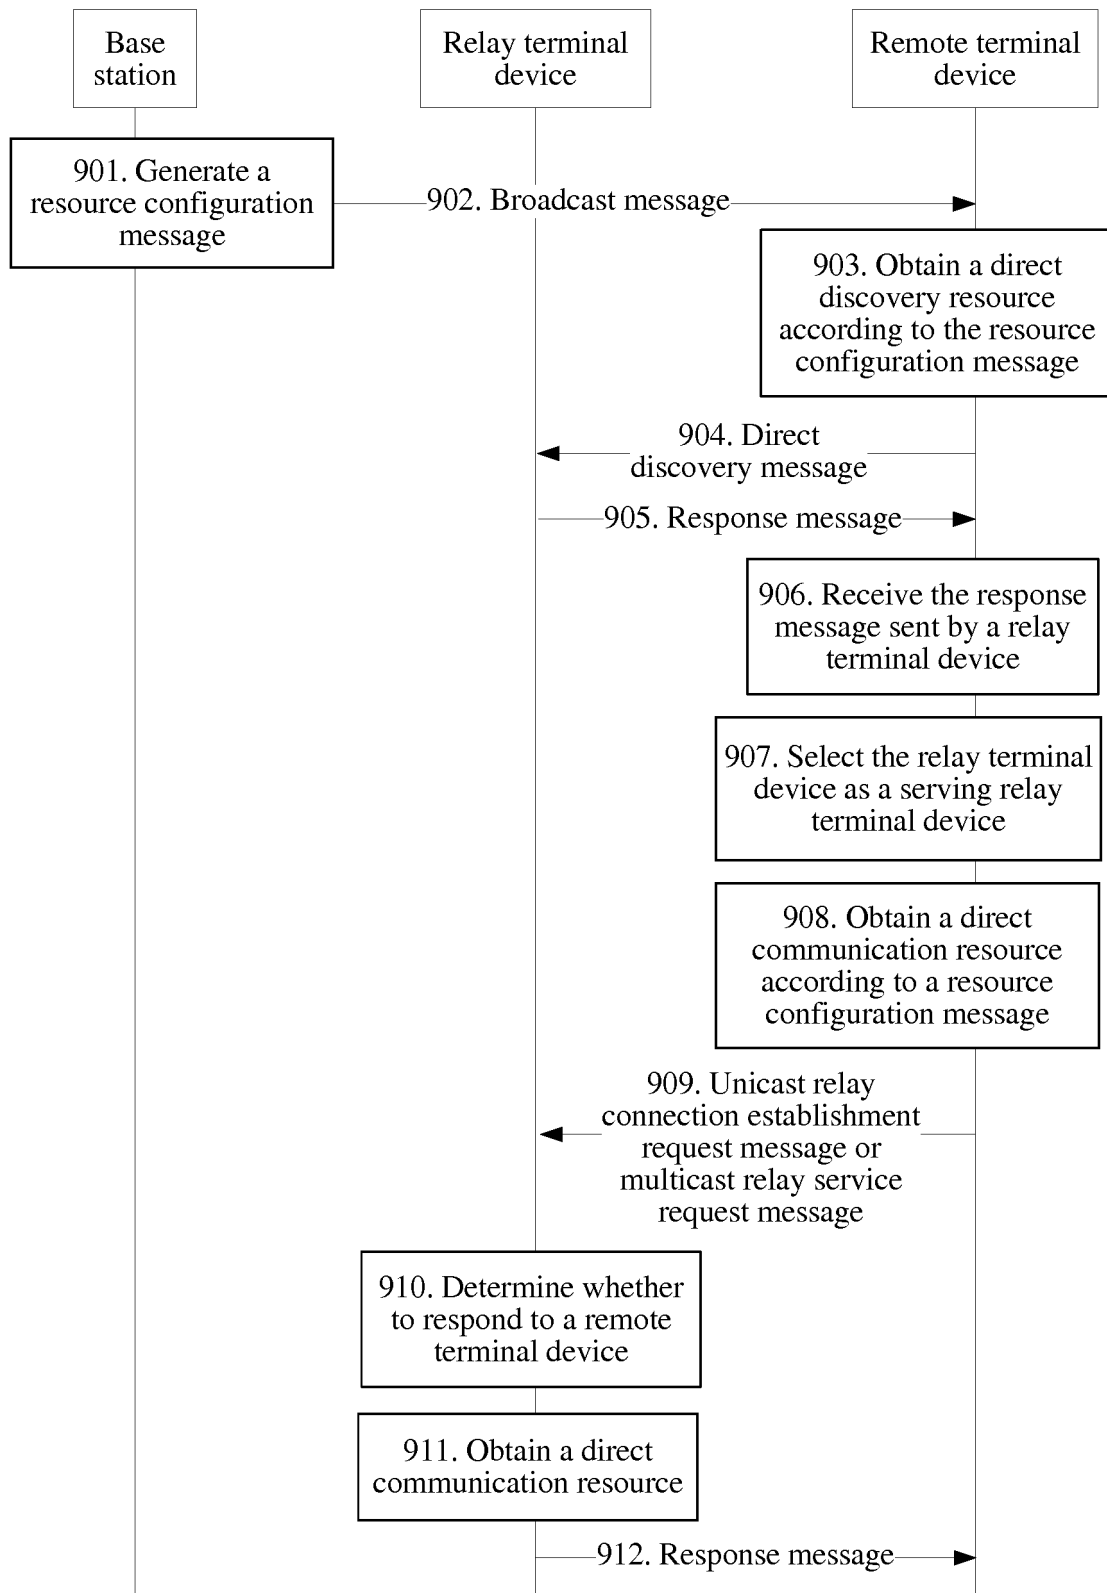 Base
station
Relay terminal
device
Remote terminal
device
901. Generate a
resource configuration
message
902. Broadcast message
903. Obtain a direct
discovery resource
according to the resource
configuration message
904. Direct
discovery message
905. Response message
906. Receive the response
message sent by a relay
terminal device
907. Select the relay terminal
device as a serving relay
terminal device
908. Obtain a direct
communication resource
according to a resource
configuration message
909. Unicast relay
connection establishment
request message or
multicast relay service
request message
910. Determine whether
to respond to a remote
terminal device
911. Obtain a direct
communication resource
912. Response message